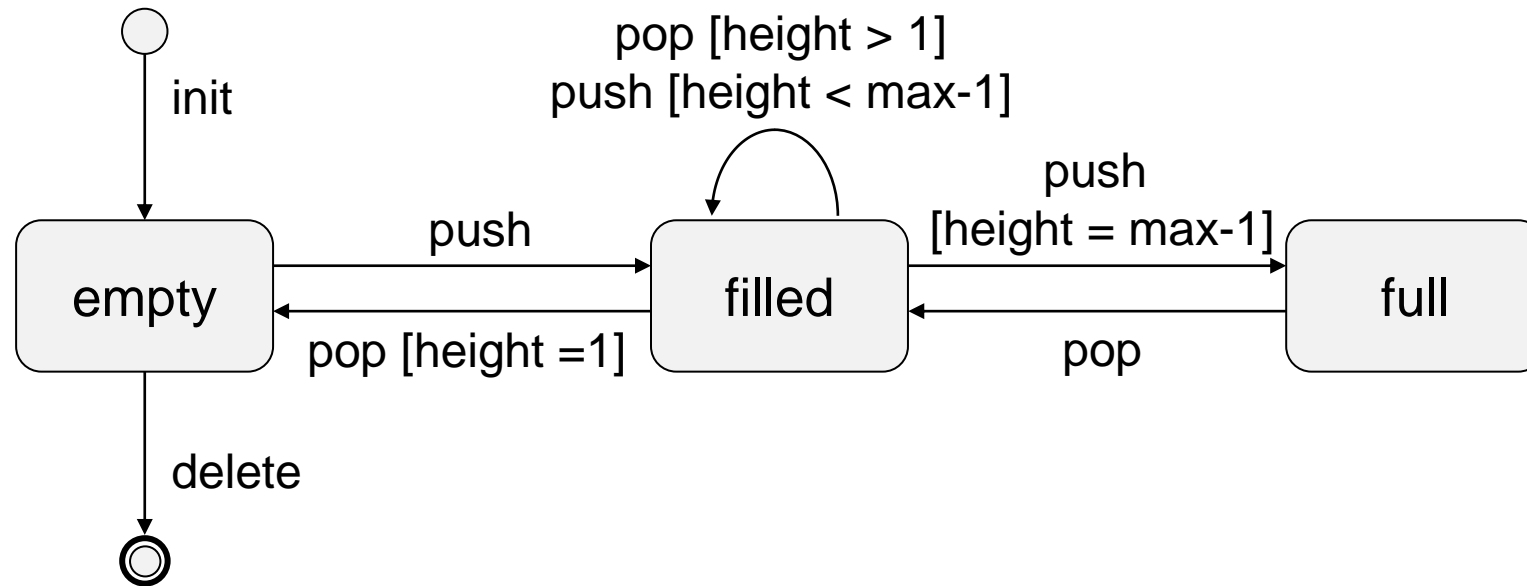 init
pop [height > 1]
push [height < max-1]
push
[height = max-1]
push
empty
filled
full
pop [height =1]
pop
delete